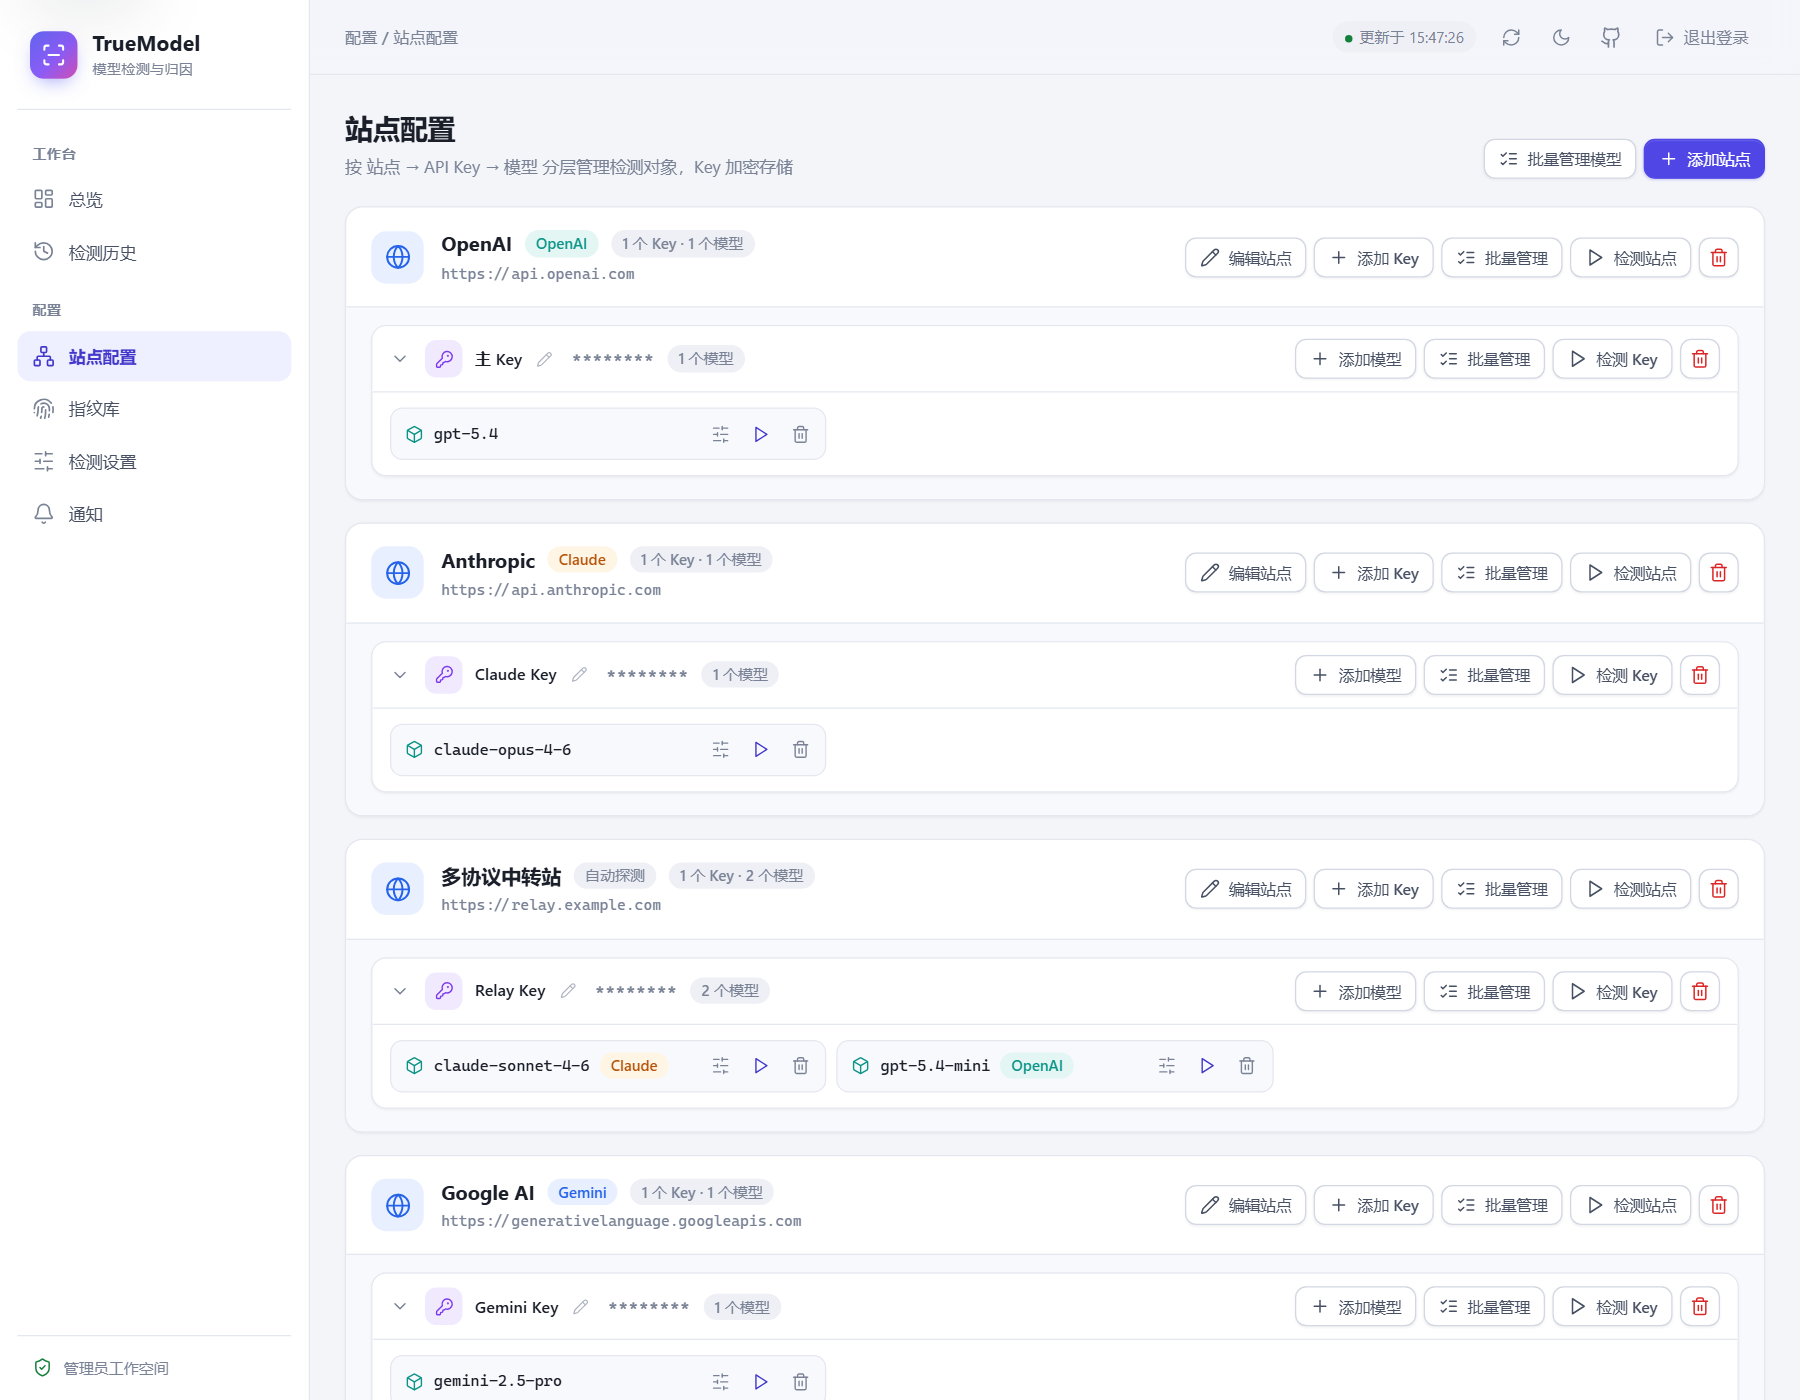 TrueModel
模型检测与归因
工作台
总览
检测历史
配置
站点配置
指纹库
检测设置
通知
管理员工作空间
配置 / 站点配置
更新于 15:47:26
退出登录
站点配置
按 站点 → API Key → 模型 分层管理检测对象，Key 加密存储
批量管理模型
添加站点
OpenAI OpenAI 1 个 Key · 1 个模型
https://api.openai.com
编辑站点 添加 Key 批量管理 检测站点
主 Key ******** 1 个模型
添加模型 批量管理 检测 Key
gpt-5.4
Anthropic Claude 1 个 Key · 1 个模型
https://api.anthropic.com
编辑站点 添加 Key 批量管理 检测站点
Claude Key ******** 1 个模型
添加模型 批量管理 检测 Key
claude-opus-4-6
多协议中转站 自动探测 1 个 Key · 2 个模型
https://relay.example.com
编辑站点 添加 Key 批量管理 检测站点
Relay Key ******** 2 个模型
添加模型 批量管理 检测 Key
claude-sonnet-4-6 Claude
gpt-5.4-mini OpenAI
Google AI Gemini 1 个 Key · 1 个模型
https://generativelanguage.googleapis.com
编辑站点 添加 Key 批量管理 检测站点
Gemini Key ******** 1 个模型
添加模型 批量管理 检测 Key
gemini-2.5-pro